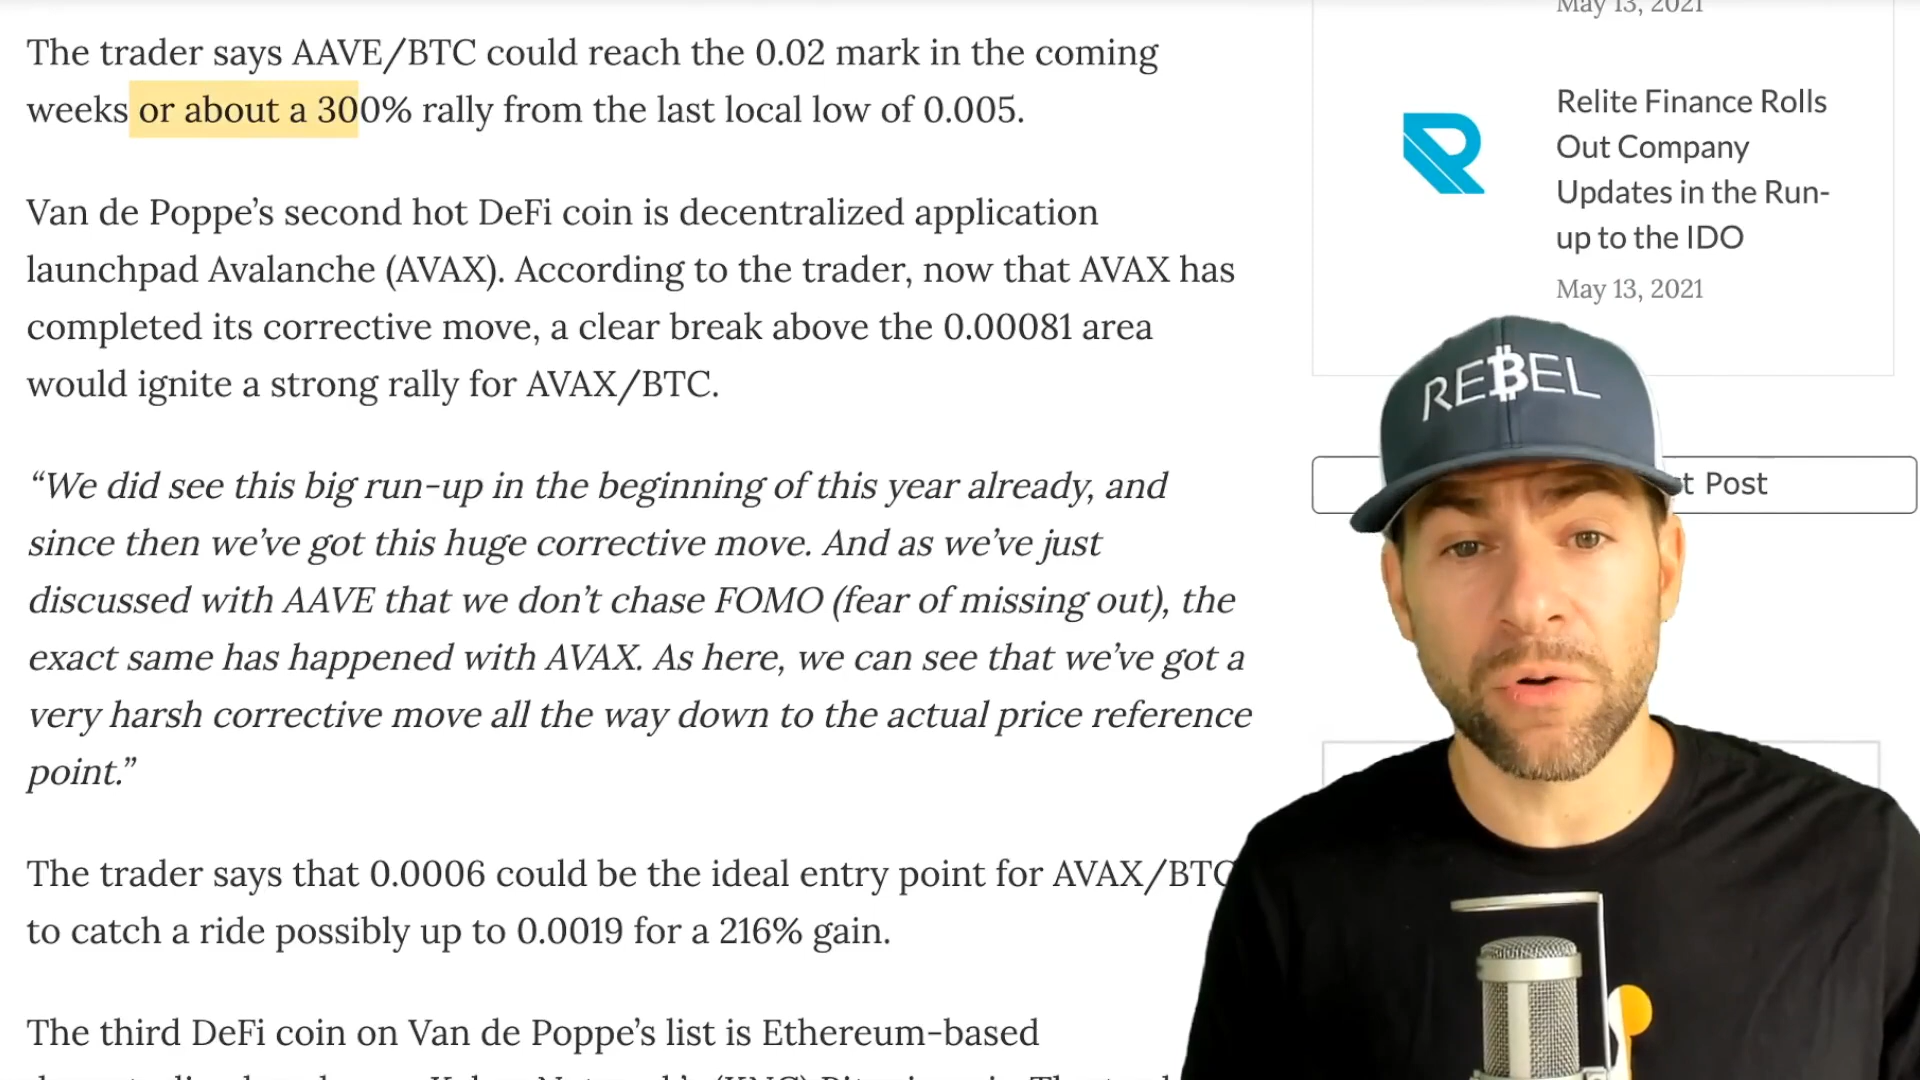 The trader says AAVE/BTC could reach the 0.02 mark in the coming
weeks or about a 300% rally from the last local low of 0.005.
Van de Poppe’s second hot DeFi coin is decentralized application
launchpad Avalanche (AVAX). According to the trader, now that AVAX has
completed its corrective move, a clear break above the 0.00081 area
would ignite a strong rally for AVAX/BTC.
“We did see this big run-up in the beginning of this year already, and
since then we’ve got this huge corrective move. And as we’ve just
discussed with AAVE that we don’t chase FOMO (fear of missing out), the
exact same has happened with AVAX. As here, we can see that we’ve got a
very harsh corrective move all the way down to the actual price reference
point.”
The trader says that 0.0006 could be the ideal entry point for AVAX/BTC
to catch a ride possibly up to 0.0019 for a 216% gain.
The third DeFi coin on Van de Poppe’s list is Ethereum-based
May 13, 2021
Relite Finance Rolls
Out Company
Updates in the Run-
up to the IDO
May 13, 2021
REBEL
Post